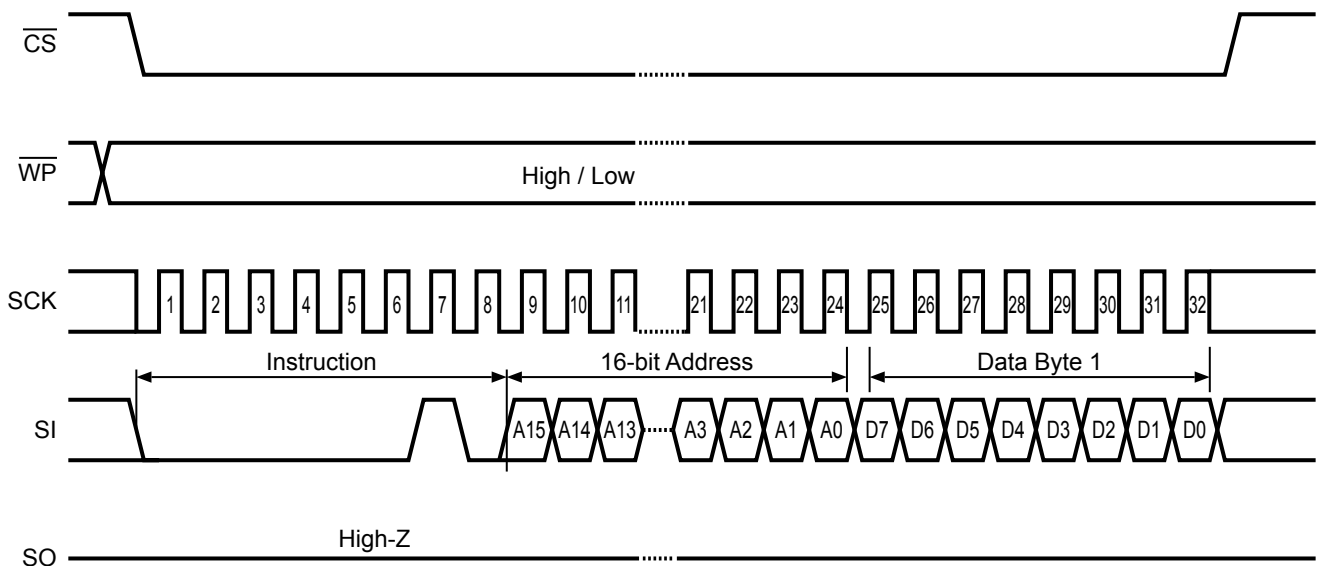 CS
WP
High / Low
SCK
1 2 3 4 5 6 7 8 9 10 11 21 22 23 24 25 26 27 28 29 30 31 32
Instruction 16-bit Address Data Byte 1
SI
A15 A14 A13 A3 A2 A1 A0 D7 D6 D5 D4 D3 D2 D1 D0
High-Z
SO